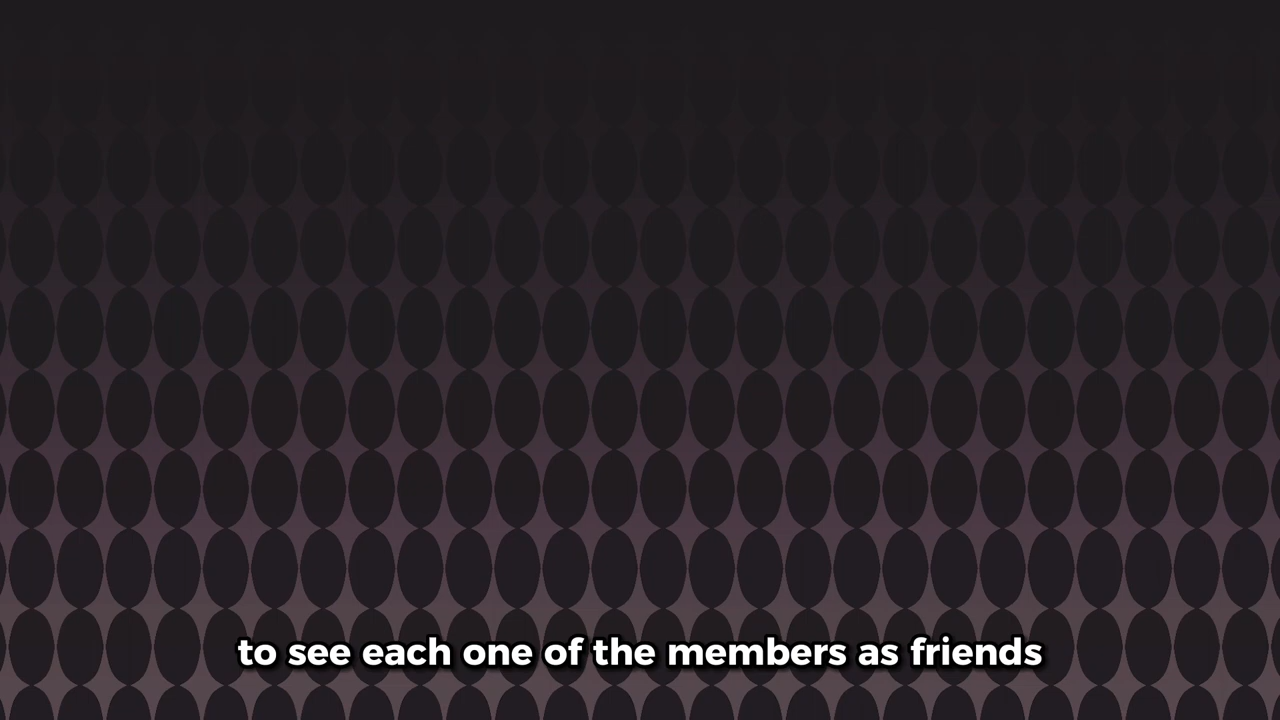 to see each one of the members as friends